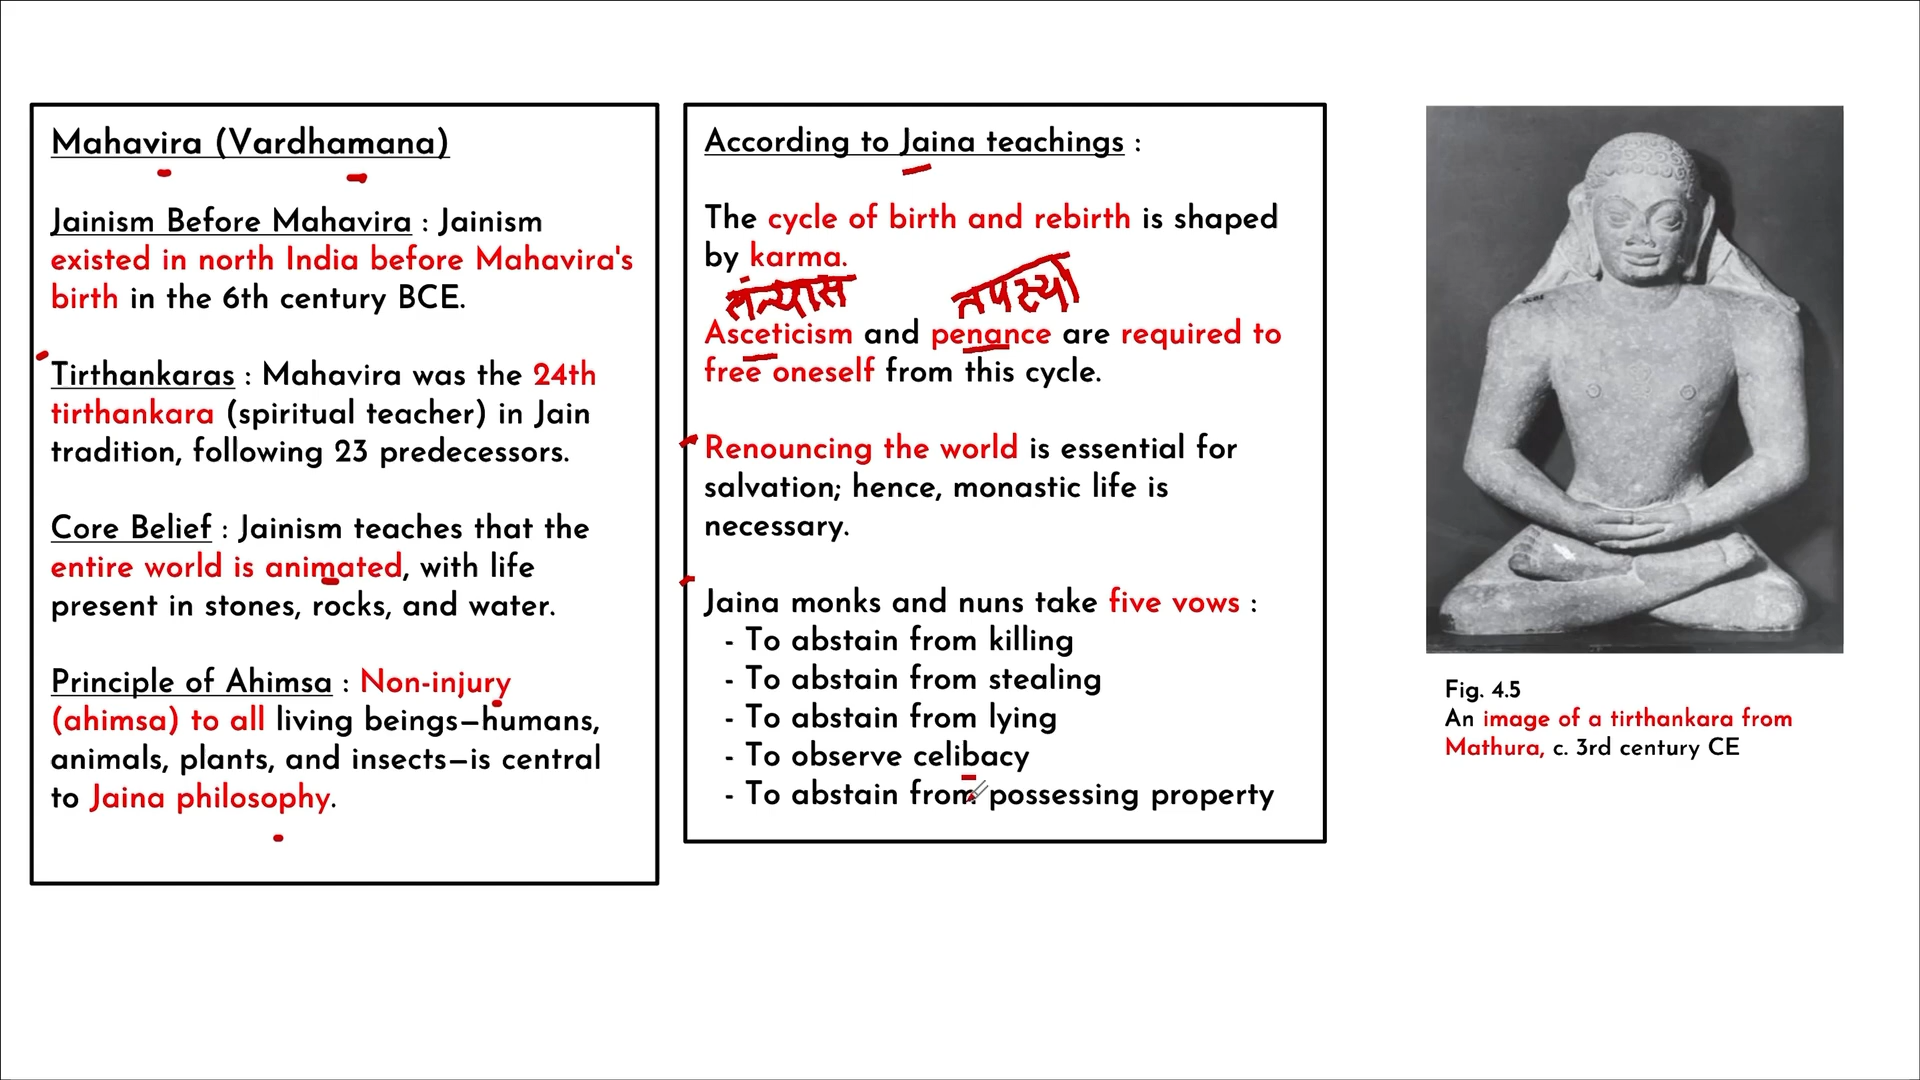 Mahavira (Vardhamana)
Jainism Before Mahavira : Jainism
existed in north India before Mahavira's
birth in the 6th century BCE.
Tirthankaras : Mahavira was the 24th
tirthankara (spiritual teacher) in Jain
tradition, following 23 predecessors.
Core Belief : Jainism teaches that the
entire world is animated, with life
present in stones, rocks, and water.
Principle of Ahimsa : Non-injury
(ahimsa) to all living beings—humans,
animals, plants, and insects—is central
to Jaina philosophy.
According to Jaina teachings :
The cycle of birth and rebirth is shaped
by karma.
संन्यास तपस्या
Asceticism and penance are required to
free oneself from this cycle.
Renouncing the world is essential for
salvation; hence, monastic life is
necessary.
Jaina monks and nuns take five vows :
- To abstain from killing
- To abstain from stealing
- To abstain from lying
- To observe celibacy
- To abstain from possessing property
Fig. 4.5
An image of a tirthankara from
Mathura, c. 3rd century CE